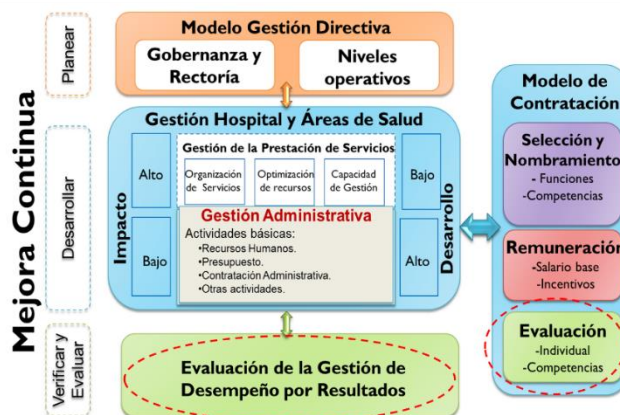 Mejora Continua
Planear
Desarrollar
Verificar y
Evaluar
Modelo Gestión Directiva
Gobernanza y
Rectoría
Niveles
operativos
Gestión Hospital y Áreas de Salud
Impacto
Alto
Bajo
Gestión de la Prestación de Servicios
Organización
de Servicios
Optimización
de recursos
Capacidad
de Gestión
Gestión Administrativa
Actividades básicas:
•Recursos Humanos.
•Presupuesto.
•Contratación Administrativa.
•Otras actividades.
Bajo
Alto
Desarrollo
Evaluación de la Gestión de
Desempeño por Resultados
Modelo de
Contratación
Selección y
Nombramiento
- Funciones
-Competencias
Remuneración
-Salario base
-Incentivos
Evaluación
-Individual
-Competencias